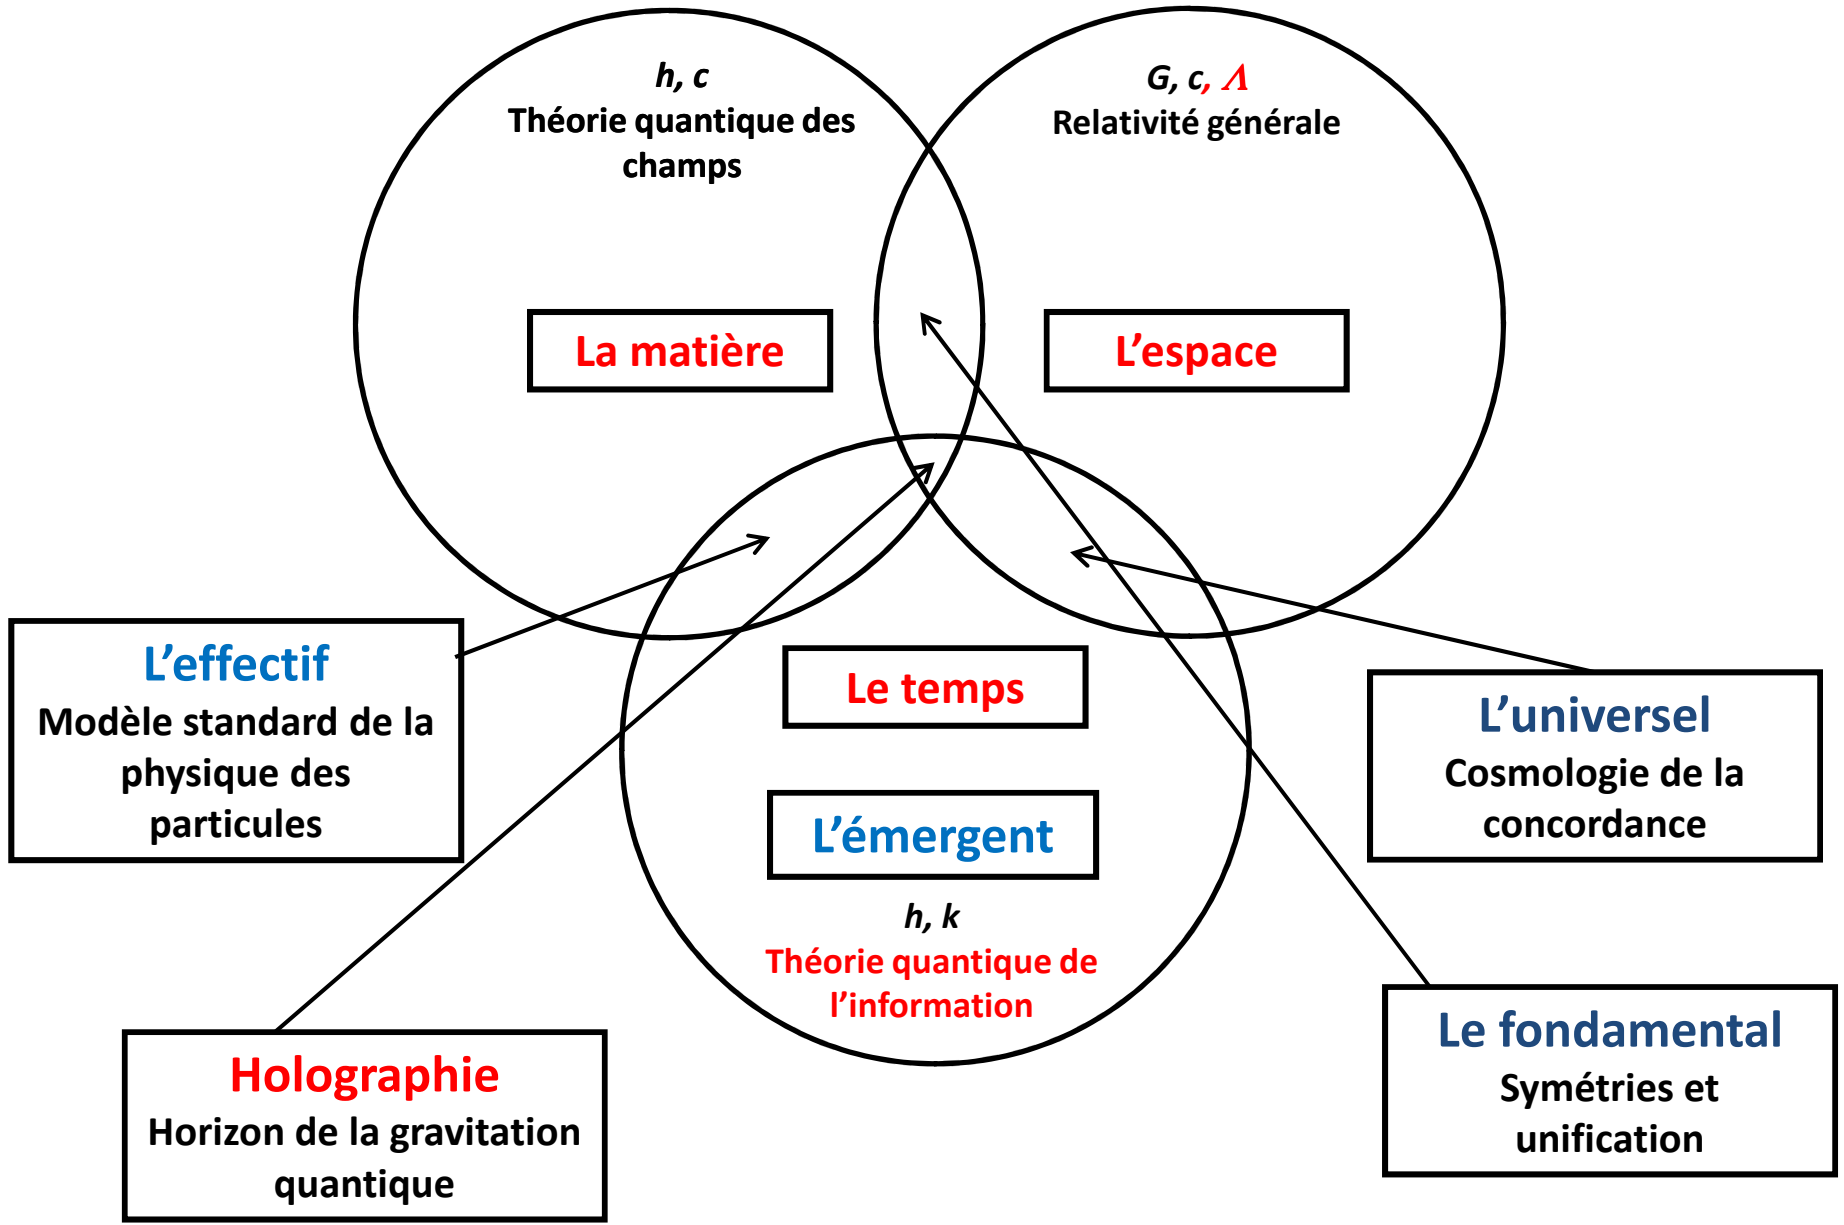 h, c
Théorie quantique des
champs
G, c, Λ
Relativité générale
La matière
L’espace
L’effectif
Modèle standard de la
physique des
particules
Le temps
L’émergent
h, k
Théorie quantique de
l’information
L’universel
Cosmologie de la
concordance
Holographie
Horizon de la gravitation
quantique
Le fondamental
Symétries et
unification